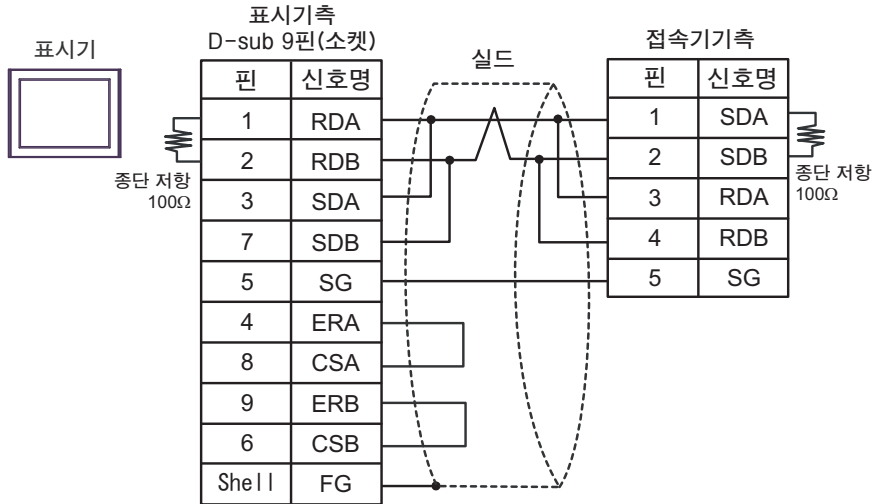 표시기
표시기측
D-sub 9핀(소켓)
핀 신호명
1 RDA
2 RDB
3 SDA
7 SDB
5 SG
4 ERA
8 CSA
9 ERB
6 CSB
Shell FG
종단 저항
100Ω
실드
접속기기측
핀 신호명
1 SDA
2 SDB
3 RDA
4 RDB
5 SG
종단 저항
100Ω